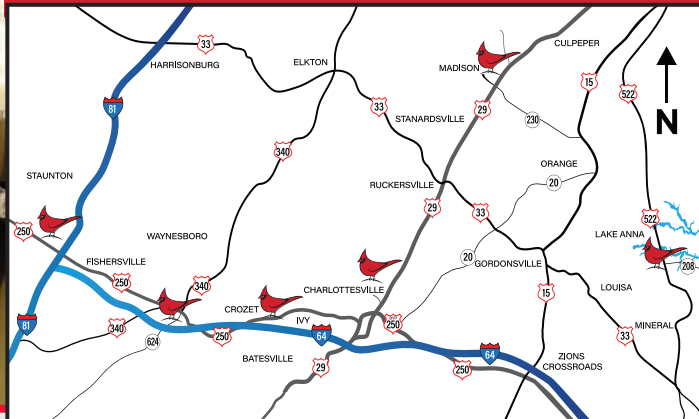 CULPEPER
33
HARRISONBURG
ELKTON
MADISON
15
522
81
33
29
N
STANARDSVILLE
230
340
ORANGE
STAUNTON
20
RUCKERSVILLE
29
33
522
250
WAYNESBORO
LAKE ANNA
FISHERSVILLE
20
GORDONSVILLE
208
250
340
CHARLOTTESVILLE
LOUISA
15
CROZET
IVY
250
81
340
MINERAL
250
64
33
624
64
BATESVILLE
29
250
ZIONS
CROSSROADS